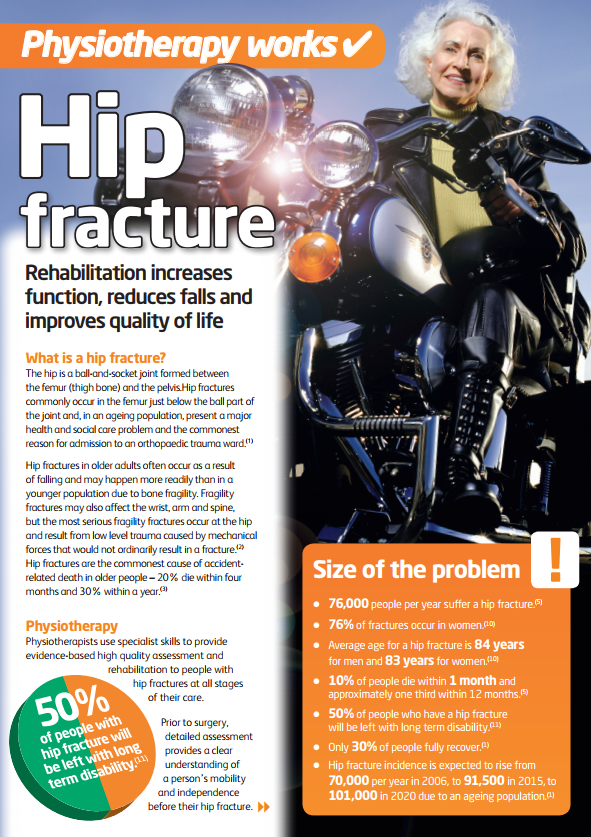 Physiotherapy works ✓
Hip
fracture
Rehabilitation increases
function, reduces falls and
improves quality of life
What is a hip fracture?
The hip is a ball-and-socket joint formed between
the femur (thigh bone) and the pelvis.Hip fractures
commonly occur in the femur just below the ball part of
the joint and, in an ageing population, present a major
health and social care problem and the commonest
reason for admission to an orthopaedic trauma ward.(1)
Hip fractures in older adults often occur as a result
of falling and may happen more readily than in a
younger population due to bone fragility. Fragility
fractures may also affect the wrist, arm and spine,
but the most serious fragility fractures occur at the hip
and result from low level trauma caused by mechanical
forces that would not ordinarily result in a fracture.(2)
Hip fractures are the commonest cause of accident-
related death in older people – 20% die within four
months and 30% within a year.(3)
Physiotherapy
Physiotherapists use specialist skills to provide
evidence-based high quality assessment and
rehabilitation to people with
hip fractures at all stages
of their care.
Prior to surgery,
detailed assessment
provides a clear
understanding of
a person's mobility
and independence
before their hip fracture.
50%
of people with
hip fracture will
be left with long
term disability.(11)
Size of the problem
!
• 76,000 people per year suffer a hip fracture.(5)
• 76% of fractures occur in women.(10)
• Average age for a hip fracture is 84 years
for men and 83 years for women.(10)
• 10% of people die within 1 month and
approximately one third within 12 months.(5)
• 50% of people who have a hip fracture
will be left with long term disability.(11)
• Only 30% of people fully recover.(1)
• Hip fracture incidence is expected to rise from
70,000 per year in 2006, to 91,500 in 2015, to
101,000 in 2020 due to an ageing population.(1)